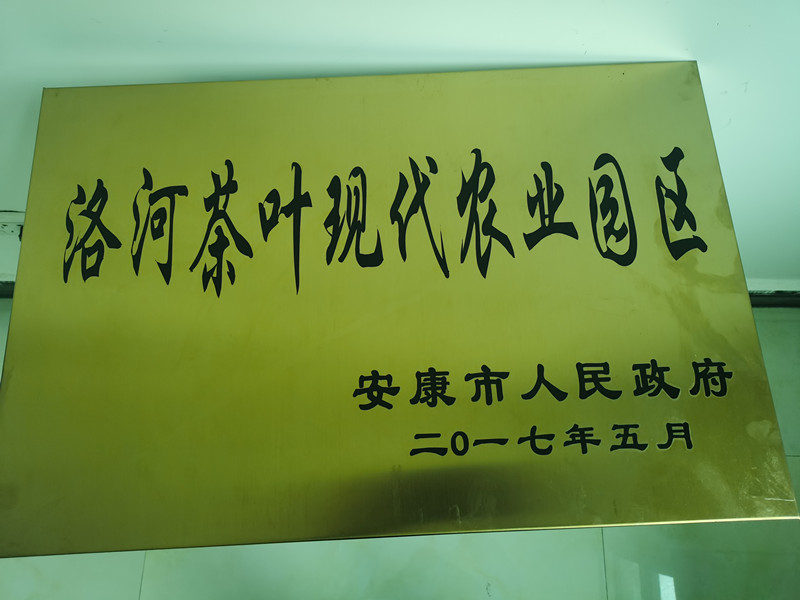 洛河茶叶现代农业园区
安康市人民政府
二0一七年五月